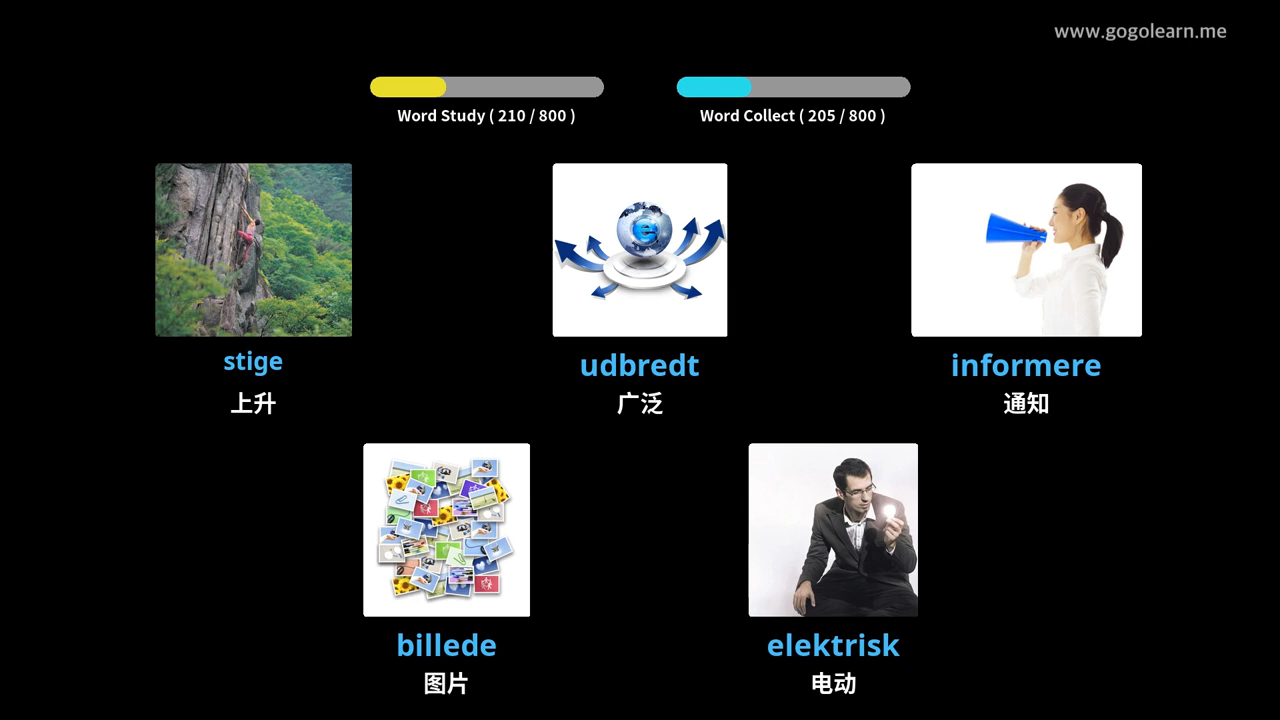 www.gogolearn.me
Word Study ( 210 / 800 )
Word Collect ( 205 / 800 )
stige
上升
udbredt
广泛
informere
通知
billede
图片
elektrisk
电动